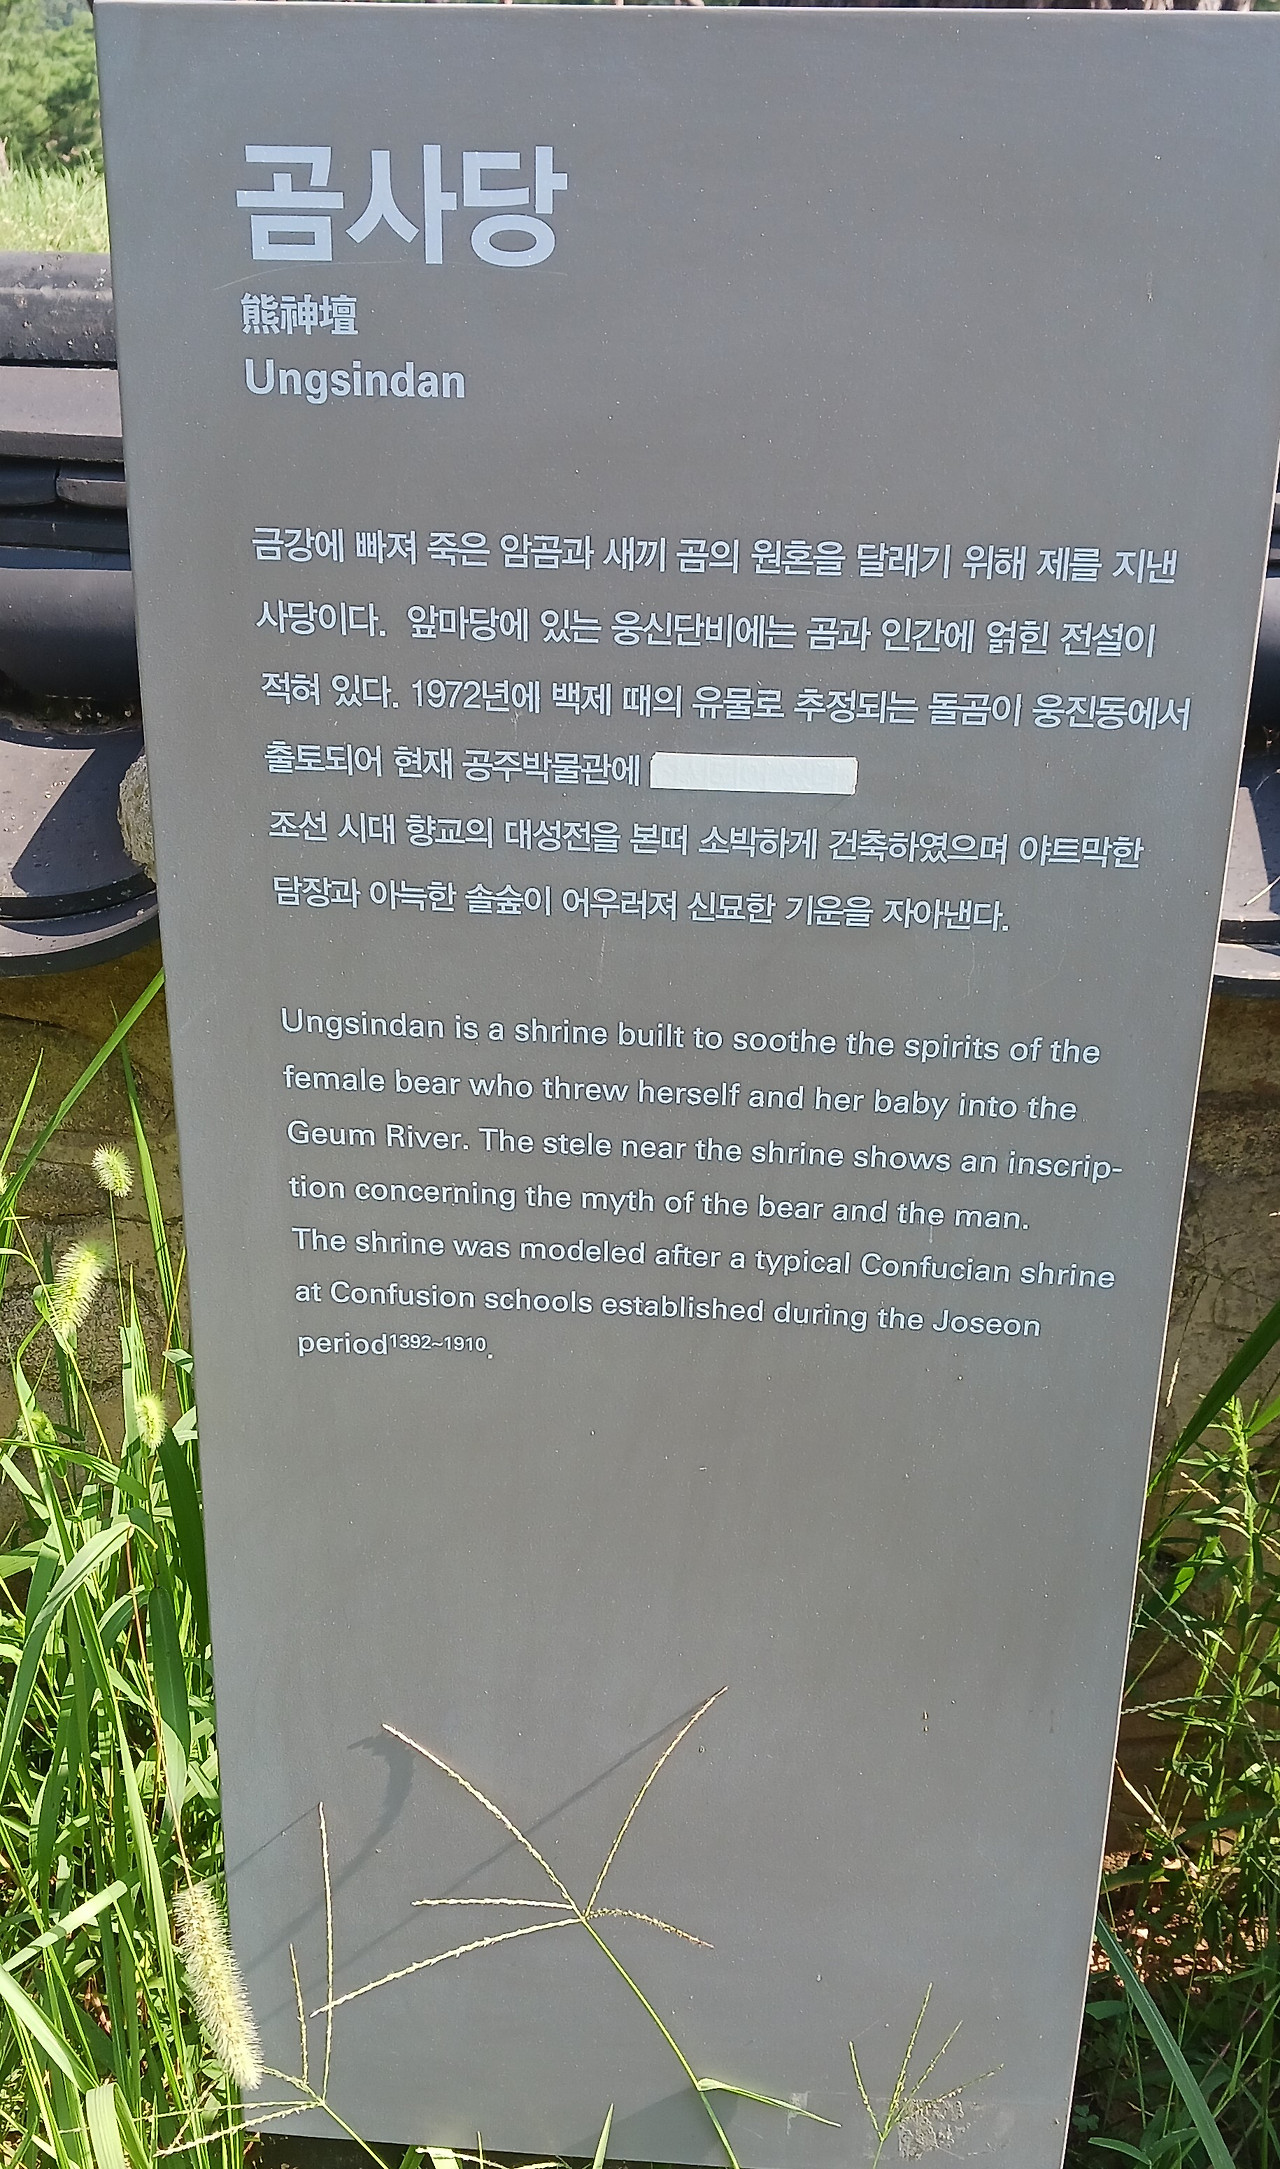 곰사당
熊神壇
Ungsindan
금강에 빠져 죽은 암곰과 새끼 곰의 원혼을 달래기 위해 제를 지낸
사당이다. 앞마당에 있는 웅신단비에는 곰과 인간에 얽힌 전설이
적혀 있다. 1972년에 백제 때의 유물로 추정되는 돌곰이 웅진동에서
출토되어 현재 공주박물관에
조선 시대 향교의 대성전을 본떠 소박하게 건축하였으며 야트막한
담장과 아늑한 솔숲이 어우러져 신묘한 기운을 자아낸다.
Ungsindan is a shrine built to soothe the spirits of the
female bear who threw herself and her baby into the
Geum River. The stele near the shrine shows an inscrip-
tion concerning the myth of the bear and the man.
The shrine was modeled after a typical Confucian shrine
at Confusion schools established during the Joseon
period1392~1910.